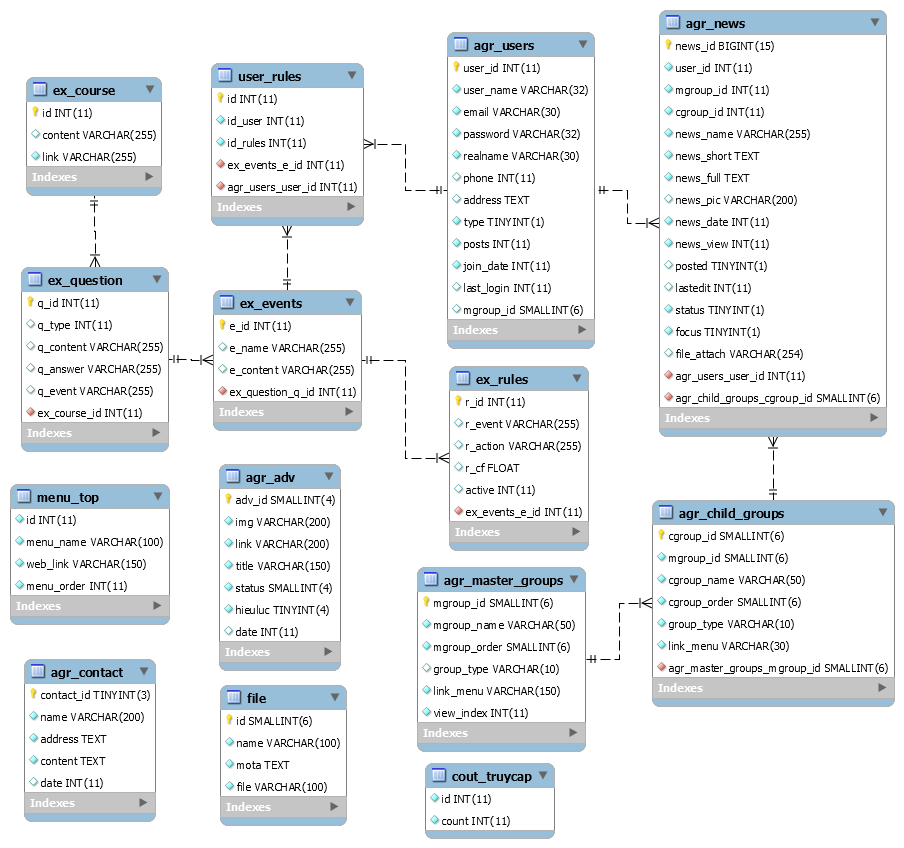 ex_course
id INT(11)
content VARCHAR(255)
link VARCHAR(255)
Indexes
user_rules
id INT(11)
id_user INT(11)
id_rules INT(11)
ex_events_e_id INT(11)
agr_users_user_id INT(11)
Indexes
agr_users
user_id INT(11)
user_name VARCHAR(32)
email VARCHAR(30)
password VARCHAR(32)
realname VARCHAR(30)
phone INT(11)
address TEXT
type TINYINT(1)
posts INT(11)
join_date INT(11)
last_login INT(11)
mgroup_id SMALLINT(6)
Indexes
agr_news
news_id BIGINT(15)
user_id INT(11)
mgroup_id INT(11)
cgroup_id INT(11)
news_name VARCHAR(255)
news_short TEXT
news_full TEXT
news_pic VARCHAR(200)
news_date INT(11)
news_view INT(11)
posted TINYINT(1)
lastedit INT(11)
status TINYINT(1)
focus TINYINT(1)
file_attach VARCHAR(254)
agr_users_user_id INT(11)
agr_child_groups_cgroup_id SMALLINT(6)
Indexes
ex_question
q_id INT(11)
q_type INT(11)
q_content VARCHAR(255)
q_answer VARCHAR(255)
q_event VARCHAR(255)
ex_course_id INT(11)
Indexes
ex_events
e_id INT(11)
e_name VARCHAR(255)
e_content VARCHAR(255)
ex_question_q_id INT(11)
Indexes
ex_rules
r_id INT(11)
r_event VARCHAR(255)
r_action VARCHAR(255)
r_cf FLOAT
active INT(11)
ex_events_e_id INT(11)
Indexes
menu_top
id INT(11)
menu_name VARCHAR(100)
web_link VARCHAR(150)
menu_order INT(11)
Indexes
agr_adv
adv_id SMALLINT(4)
img VARCHAR(200)
link VARCHAR(200)
title VARCHAR(150)
status SMALLINT(4)
hieuluc TINYINT(4)
date INT(11)
Indexes
agr_master_groups
mgroup_id SMALLINT(6)
mgroup_name VARCHAR(50)
mgroup_order SMALLINT(6)
group_type VARCHAR(10)
link_menu VARCHAR(150)
view_index INT(11)
Indexes
agr_child_groups
cgroup_id SMALLINT(6)
mgroup_id SMALLINT(6)
cgroup_name VARCHAR(50)
cgroup_order SMALLINT(6)
group_type VARCHAR(10)
link_menu VARCHAR(30)
agr_master_groups_mgroup_id SMALLINT(6)
Indexes
agr_contact
contact_id TINYINT(3)
name VARCHAR(200)
address TEXT
content TEXT
date INT(11)
Indexes
file
id SMALLINT(6)
name VARCHAR(100)
mota TEXT
file VARCHAR(100)
Indexes
cout_truycap
id INT(11)
count INT(11)